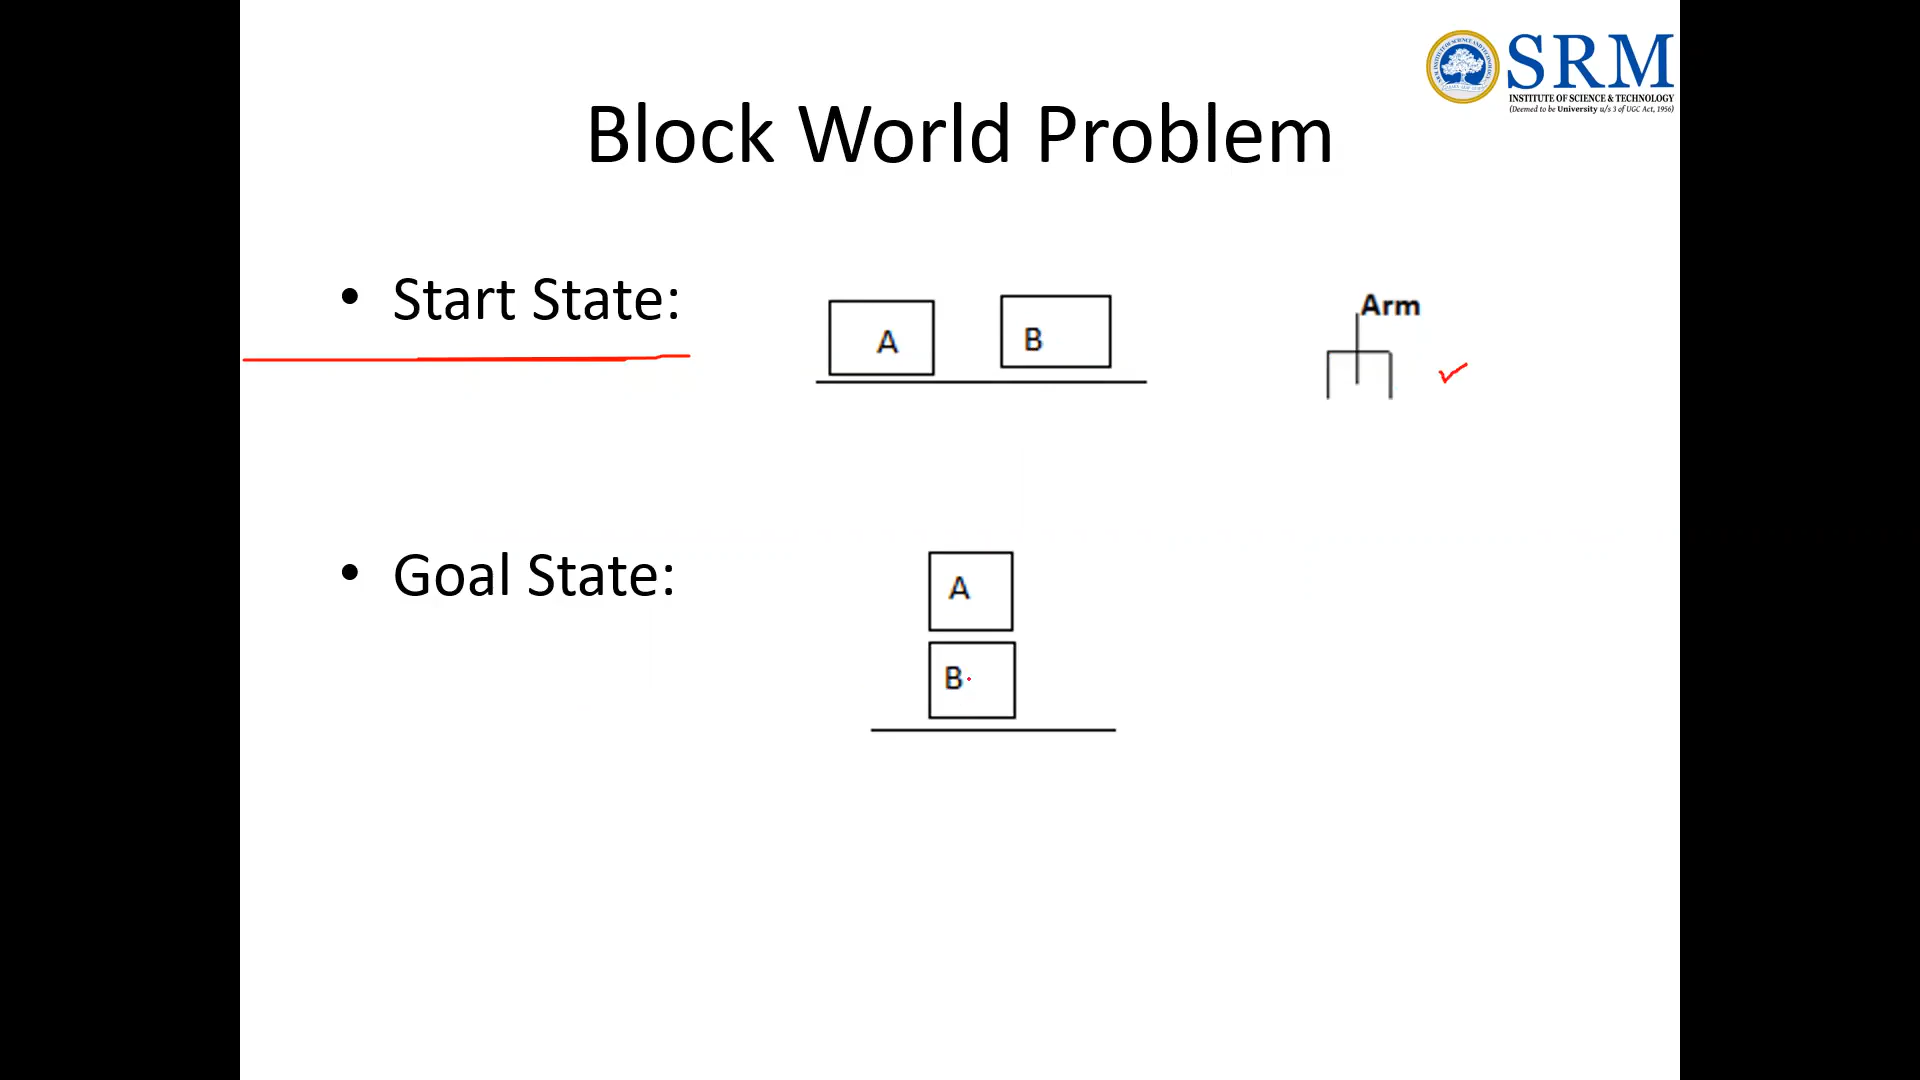 SRM
INSTITUTE OF SCIENCE & TECHNOLOGY
(Deemed to be University u/s 3 of UGC Act, 1956)
Block World Problem
• Start State:
A
B
Arm
• Goal State:
A
B